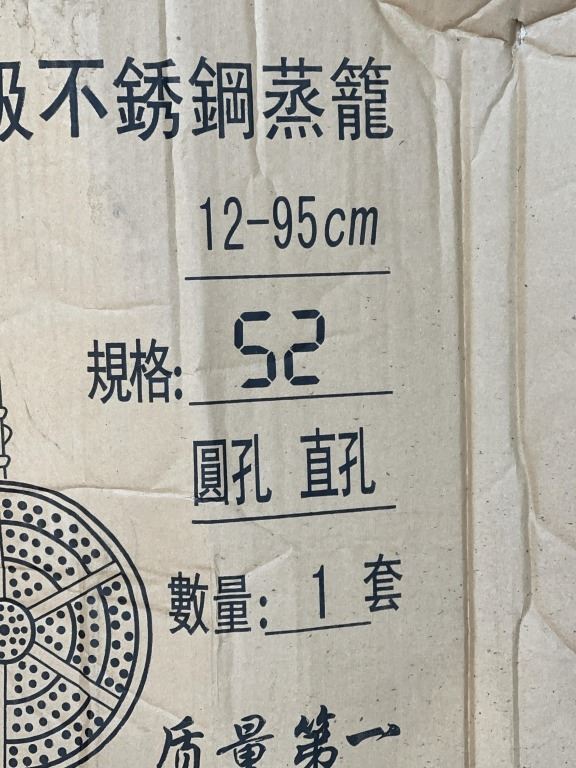 級不銹鋼蒸籠
12-95cm
規格: 52
圓孔 直孔
數量: 1 套
质量第一